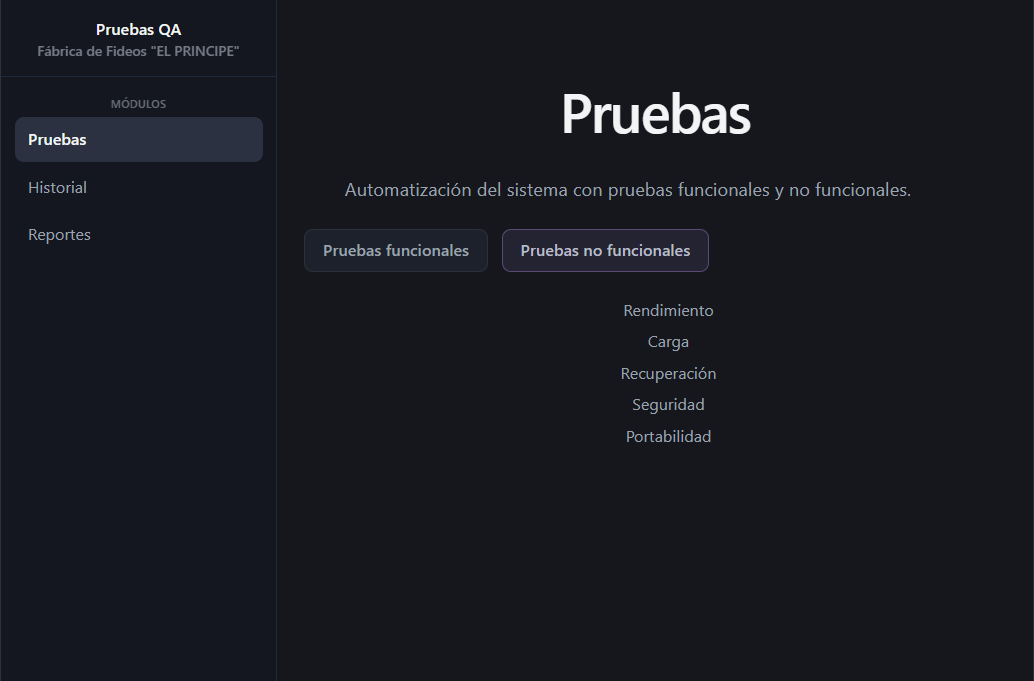 Pruebas QA
Fábrica de Fideos "EL PRINCIPE"
MÓDULOS
Pruebas
Historial
Reportes
Pruebas
Automatización del sistema con pruebas funcionales y no funcionales.
Pruebas funcionales
Pruebas no funcionales
Rendimiento
Carga
Recuperación
Seguridad
Portabilidad